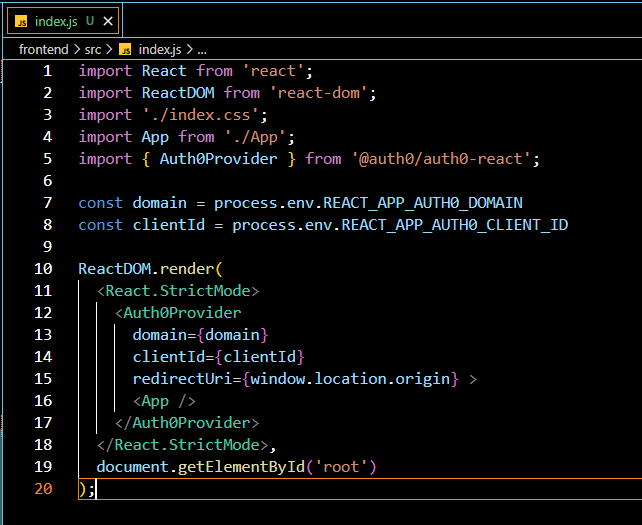 JS index.js U ×
frontend > src > JS index.js > ...
1 import React from 'react';
2 import ReactDOM from 'react-dom';
3 import './index.css';
4 import App from './App';
5 import { Auth0Provider } from '@auth0/auth0-react';
6
7 const domain = process.env.REACT_APP_AUTH0_DOMAIN
8 const clientId = process.env.REACT_APP_AUTH0_CLIENT_ID
9
10 ReactDOM.render(
11   <React.StrictMode>
12     <Auth0Provider
13       domain={domain}
14       clientId={clientId}
15       redirectUri={window.location.origin} >
16       <App />
17     </Auth0Provider>
18   </React.StrictMode>,
19   document.getElementById('root')
20 );